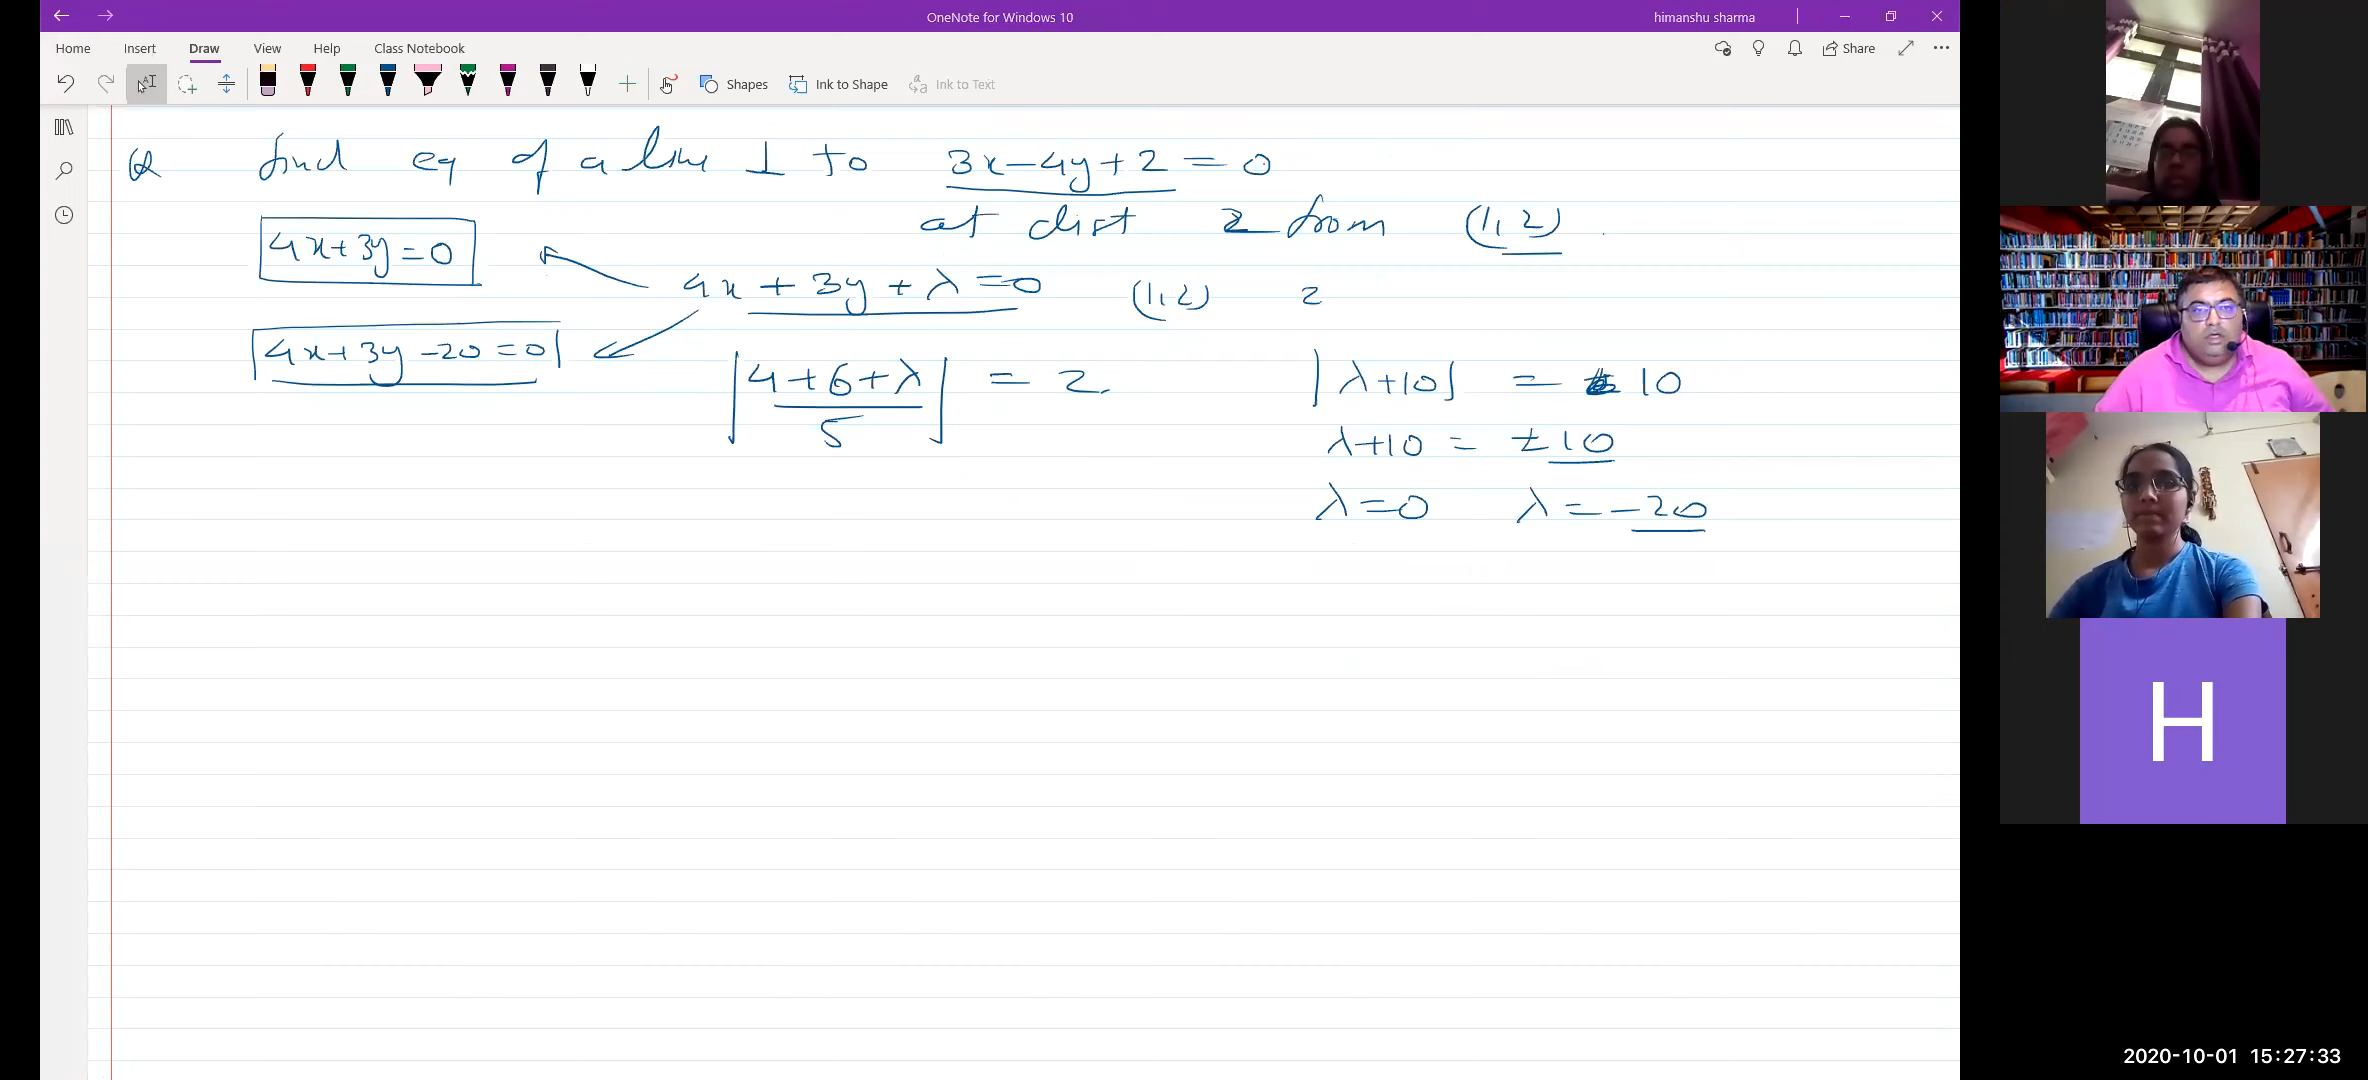 OneNote for Windows 10
himanshu sharma
Home Insert Draw View Help Class Notebook
Share
Shapes Ink to Shape Ink to Text
Q find eq of a line ⊥ to 3x-4y+2=0
at dist 2 from (1,2).
4x+3y=0
4x+3y+λ=0 (1,2) 2
4x+3y-20=0
|4+6+λ/5| = 2
|λ+10| = 10
λ+10 = ±10
λ=0 λ=-20
H
2020-10-01 15:27:33